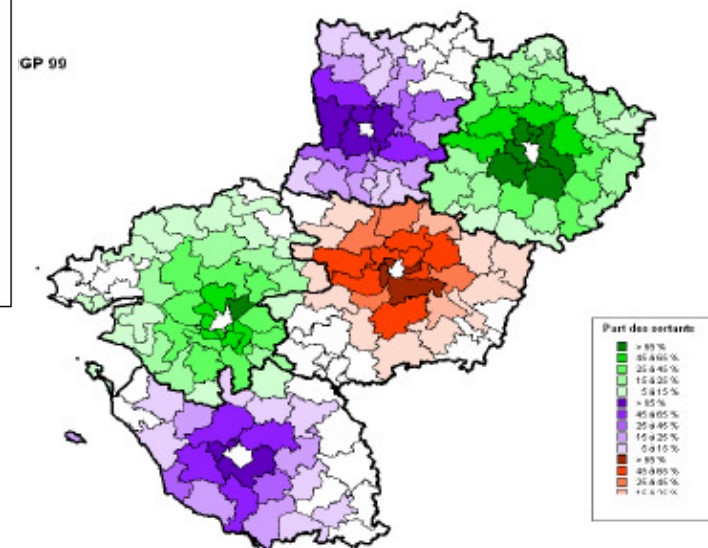 GP 99
Part des sortants
> 65 %
45 à 65 %
25 à 45 %
15 à 25 %
5 à 15 %
> 65 %
45 à 65 %
25 à 45 %
15 à 25 %
5 à 15 %
> 65 %
45 à 65 %
25 à 45 %